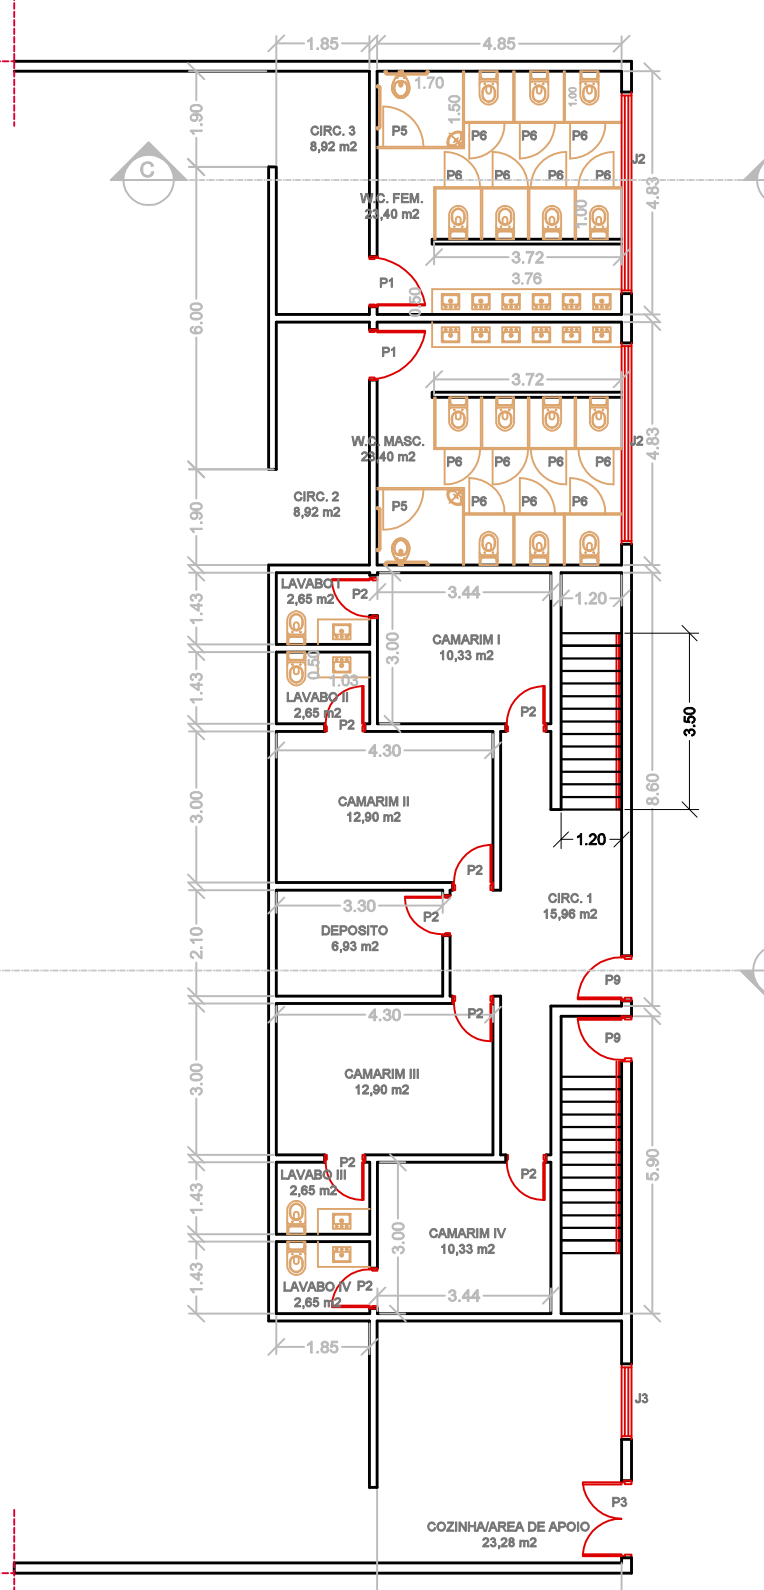 1.85
4.85
1.90
CIRC. 3
8,92 m2
1.70
1.50
1.00
P5
P6
P6
P6
J2
C
P6
P6
P6
P6
W.C. FEM.
23,40 m2
1.00
4.83
3.72
3.76
P1
0.50
6.00
P1
3.72
W.C. MASC.
23,40 m2
J2
4.83
P6
P6
P6
P6
CIRC. 2
8,92 m2
P5
P6
P6
P6
1.90
LAVABO I
2,65 m2
P2
3.44
1.20
1.43
CAMARIM I
10,33 m2
3.00
0.50
1.03
1.43
LAVABO II
2,65 m2
P2
P2
3.50
4.30
8.60
3.00
CAMARIM II
12,90 m2
1.20
P2
3.30
P2
CIRC. 1
15,96 m2
DEPOSITO
6,93 m2
2.10
P9
4.30
P2
P9
3.00
CAMARIM III
12,90 m2
P2
P2
LAVABO III
2,65 m2
5.90
1.43
CAMARIM IV
10,33 m2
3.00
1.43
LAVABO IV
2,65 m2
P2
3.44
1.85
J3
P3
COZINHA/AREA DE APOIO
23,28 m2